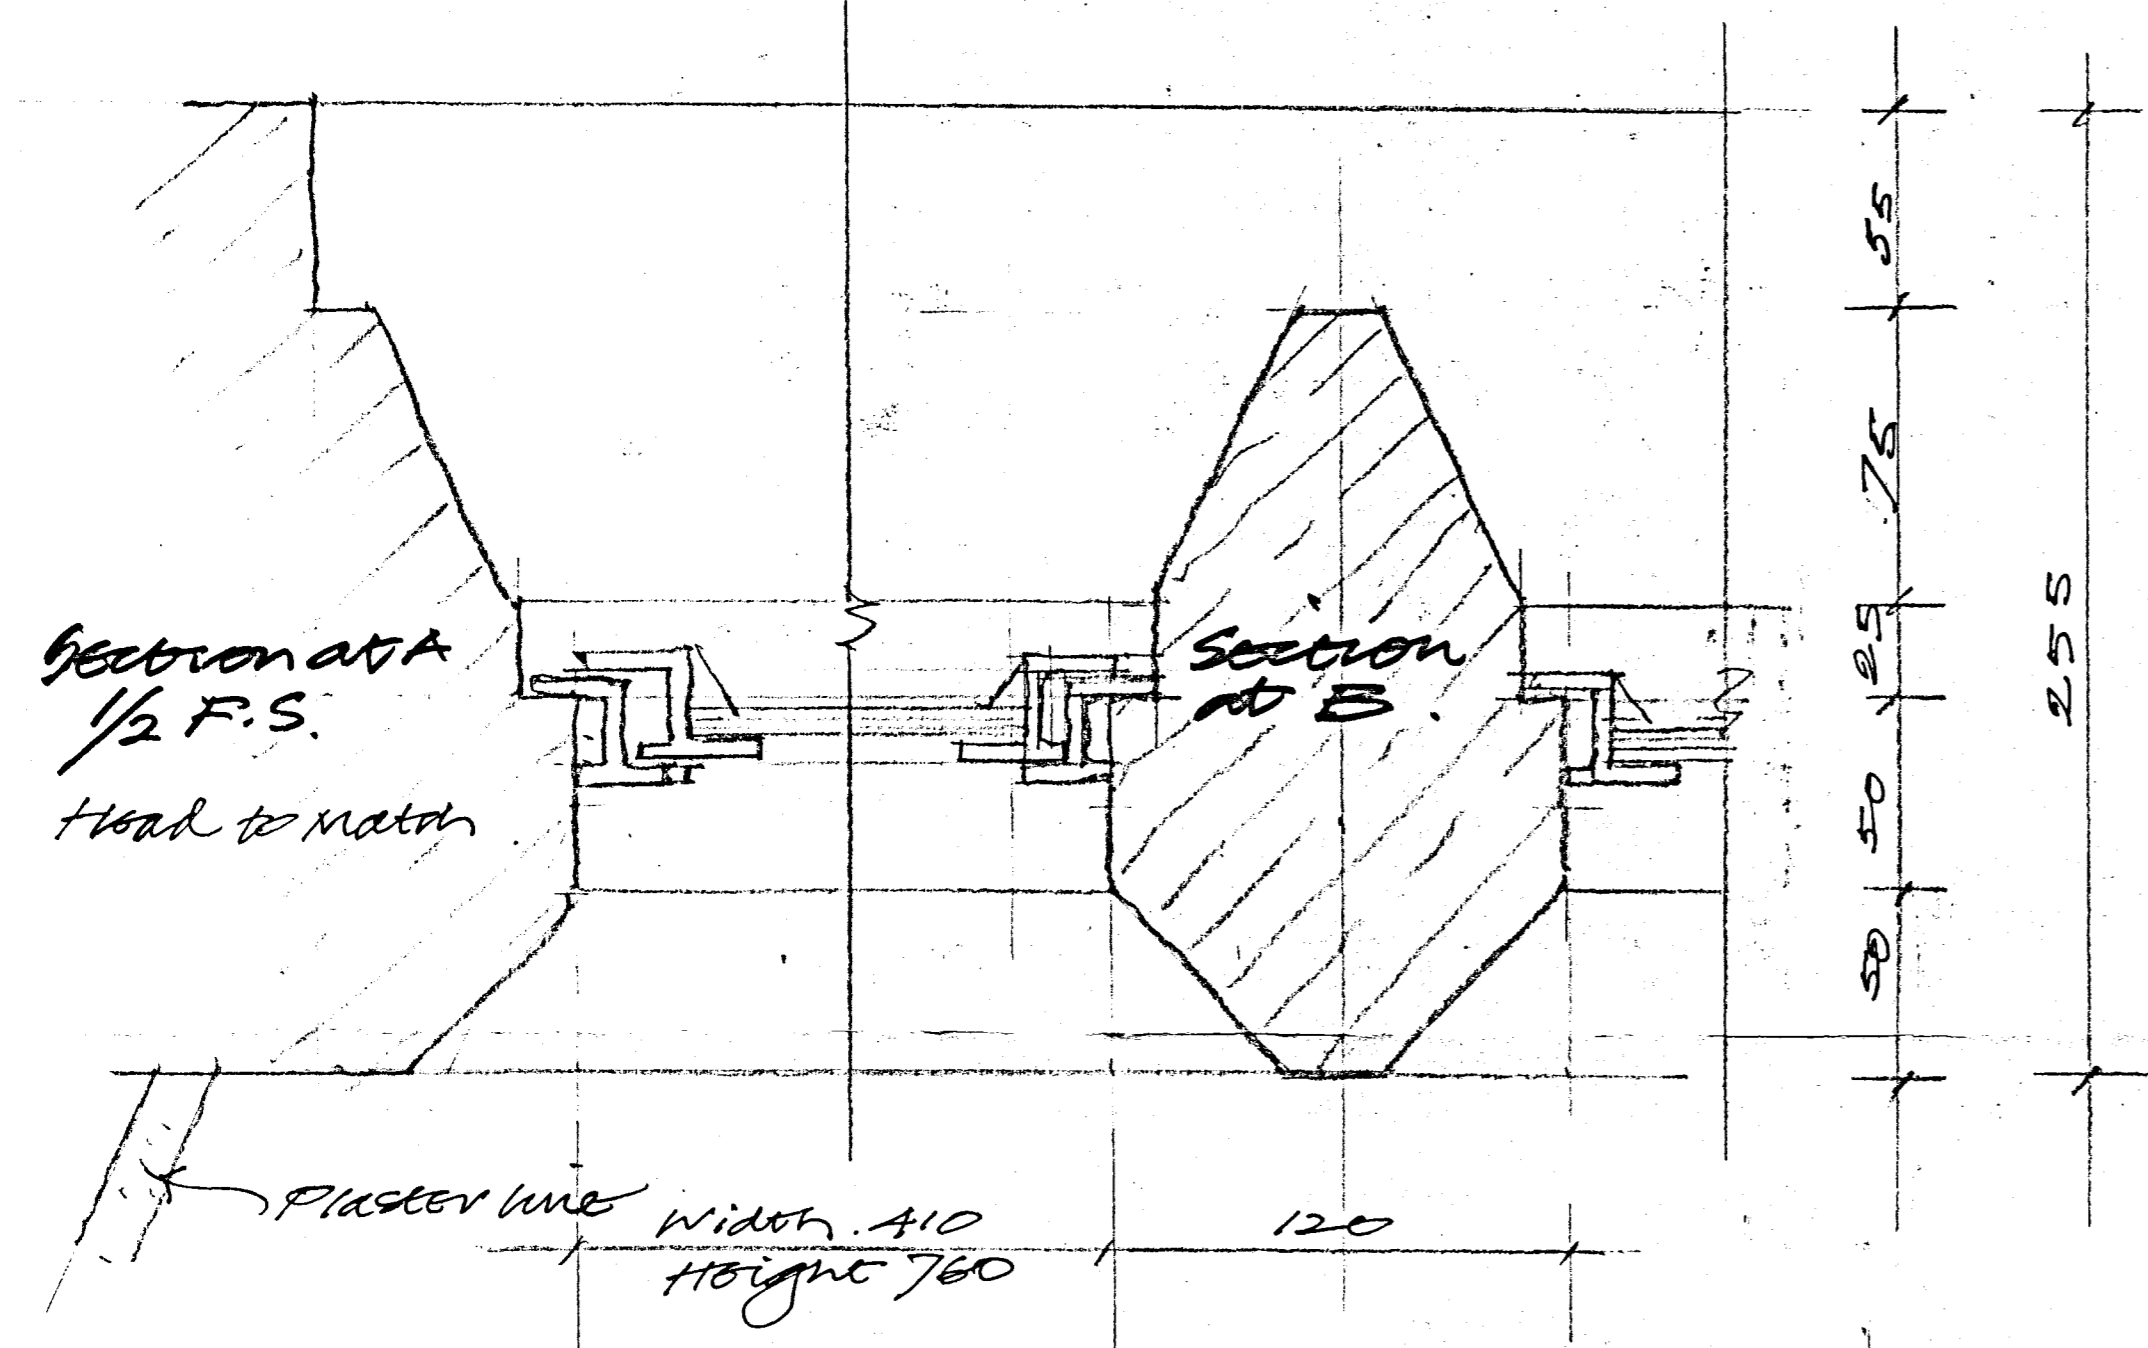 Section at A
1/2 F.S.
Head to Match
Section
at B.
Plaster line
Width. 410
Height 760
120
55
75
25
50
50
255